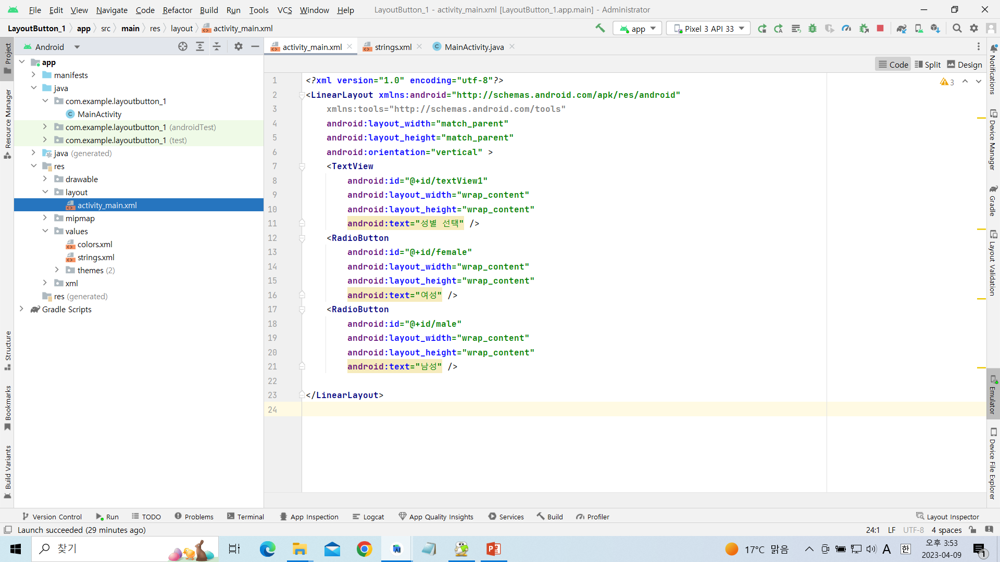 File Edit View Navigate Code Refactor Build Run Tools VCS Window Help LayoutButton_1 - activity_main.xml [LayoutButton_1.app.main] - Administrator
LayoutButton_1 app src main res layout activity_main.xml app Pixel 3 API 33
Android
activity_main.xml strings.xml MainActivity.java
Code Split Design
Project
Resource Manager
Structure
Bookmarks
Build Variants
app
manifests
java
com.example.layoutbutton_1
MainActivity
com.example.layoutbutton_1 (androidTest)
com.example.layoutbutton_1 (test)
java (generated)
res
drawable
layout
activity_main.xml
mipmap
values
colors.xml
strings.xml
themes (2)
xml
res (generated)
Gradle Scripts
3
1 <?xml version="1.0" encoding="utf-8"?>
2 <LinearLayout xmlns:android="http://schemas.android.com/apk/res/android"
3 xmlns:tools="http://schemas.android.com/tools"
4 android:layout_width="match_parent"
5 android:layout_height="match_parent"
6 android:orientation="vertical" >
7 <TextView
8 android:id="@+id/textView1"
9 android:layout_width="wrap_content"
10 android:layout_height="wrap_content"
11 android:text="성별 선택" />
12 <RadioButton
13 android:id="@+id/female"
14 android:layout_width="wrap_content"
15 android:layout_height="wrap_content"
16 android:text="여성" />
17 <RadioButton
18 android:id="@+id/male"
19 android:layout_width="wrap_content"
20 android:layout_height="wrap_content"
21 android:text="남성" />
22
23 </LinearLayout>
24
Notifications
Device Manager
Gradle
Layout Validation
Emulator
Device File Explorer
Version Control Run TODO Problems Terminal App Inspection Logcat App Quality Insights Services Build Profiler Layout Inspector
Launch succeeded (29 minutes ago) 24:1 LF UTF-8 4 spaces
찾기 17°C 맑음 A 한 오후 3:53
2023-04-09 1